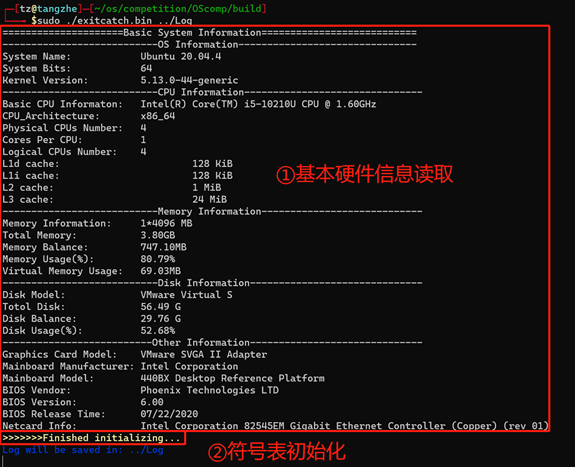 [tz@tangzhe]-[~/os/competition/OScomp/build]
$sudo ./exitcatch.bin ../Log
=====================Basic System Information===========================
---------------------------OS Information-----------------------------
System Name: Ubuntu 20.04.4
System Bits: 64
Kernel Version: 5.13.0-44-generic
---------------------------CPU Information----------------------------
Basic CPU Informaton: Intel(R) Core(TM) i5-10210U CPU @ 1.60GHz
CPU_Architecture: x86_64
Physical CPUs Number: 4
Cores Per CPU: 1
Logical CPUs Number: 4
L1d cache: 128 KiB
L1i cache: 128 KiB
L2 cache: 1 MiB
L3 cache: 24 MiB
①基本硬件信息读取
---------------------------Memory Information----------------------------
Memory Information: 1*4096 MB
Total Memory: 3.80GB
Memory Balance: 747.10MB
Memory Usage(%): 80.79%
Virtual Memory Usage: 69.03MB
---------------------------Disk Information-----------------------------
Disk Model: VMware Virtual S
Totol Disk: 56.49 G
Disk Balance: 29.76 G
Disk Usage(%): 52.68%
--------------------------Other Information-----------------------------
Graphics Card Model: VMware SVGA II Adapter
Mainboard Manufacturer: Intel Corporation
Mainboard Model: 440BX Desktop Reference Platform
BIOS Vendor: Phoenix Technologies LTD
BIOS Version: 6.00
BIOS Release Time: 07/22/2020
Netcard Info: Intel Corporation 82545EM Gigabit Ethernet Controller (Copper) (rev 01)
>>>>>>>Finished initializing...
②符号表初始化
Log will be saved in: ../Log